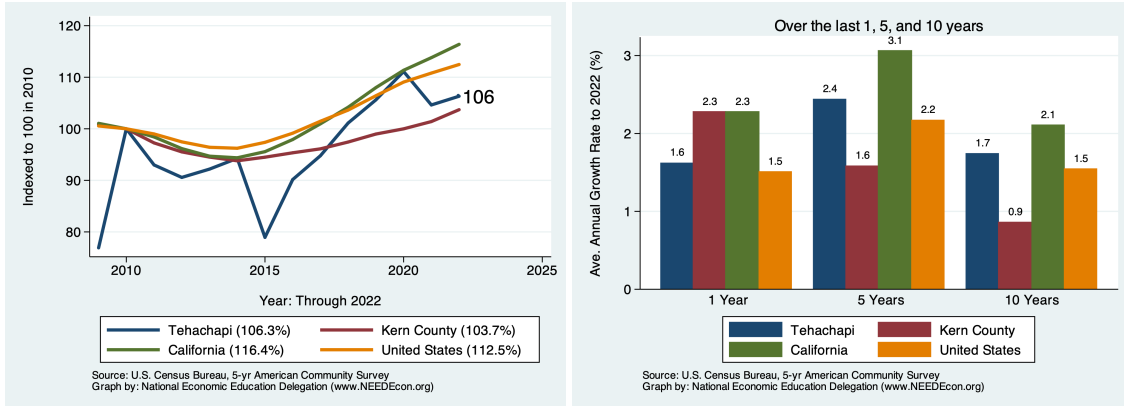 120
110
100
90
80
Indexed to 100 in 2010
106
2010
2015
2020
2025
Year: Through 2022
Tehachapi (106.3%)
Kern County (103.7%)
California (116.4%)
United States (112.5%)
Source: U.S. Census Bureau, 5-yr American Community Survey
Graph by: National Economic Education Delegation (www.NEEDEcon.org)
Over the last 1, 5, and 10 years
Ave. Annual Growth Rate to 2022 (%)
3
2
1
0
1.6
2.3
2.3
1.5
2.4
1.6
3.1
2.2
1.7
0.9
2.1
1.5
1 Year
5 Years
10 Years
Tehachapi
Kern County
California
United States
Source: U.S. Census Bureau, 5-yr American Community Survey
Graph by: National Economic Education Delegation (www.NEEDEcon.org)